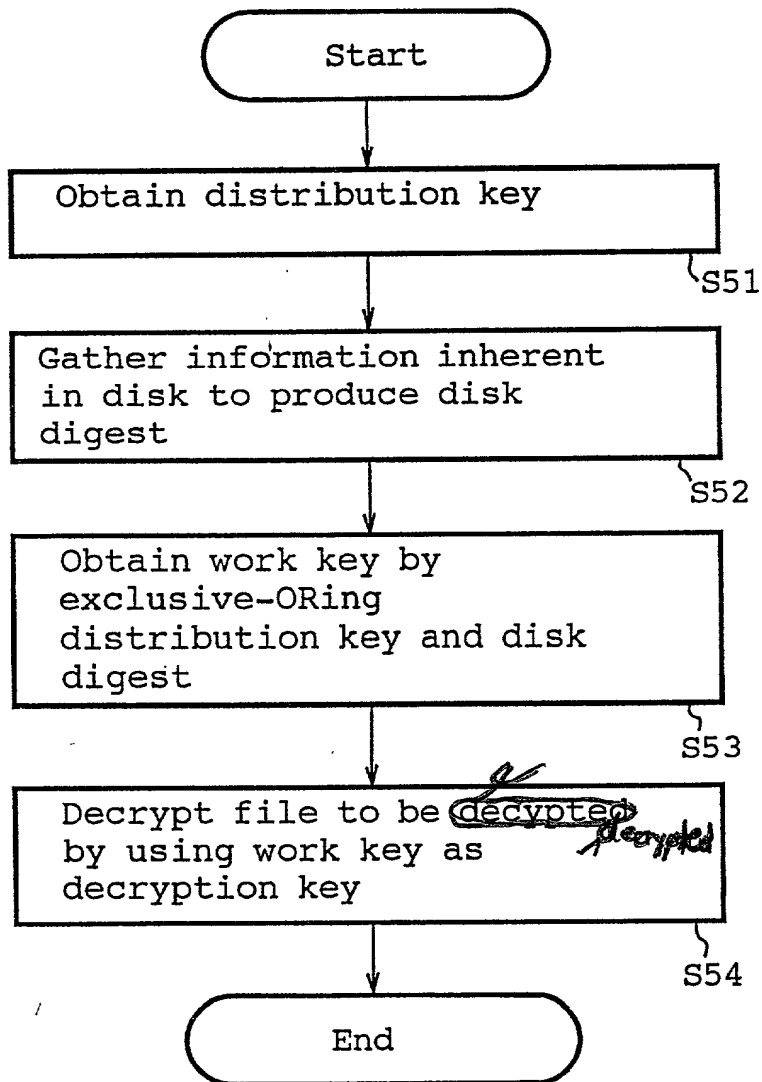 Start
Obtain distribution key
S51
Gather information inherent
in disk to produce disk
digest
S52
Obtain work key by
exclusive-ORing
distribution key and disk
digest
S53
Decrypt file to be decypted
decrypted
by using work key as
decryption key
S54
End